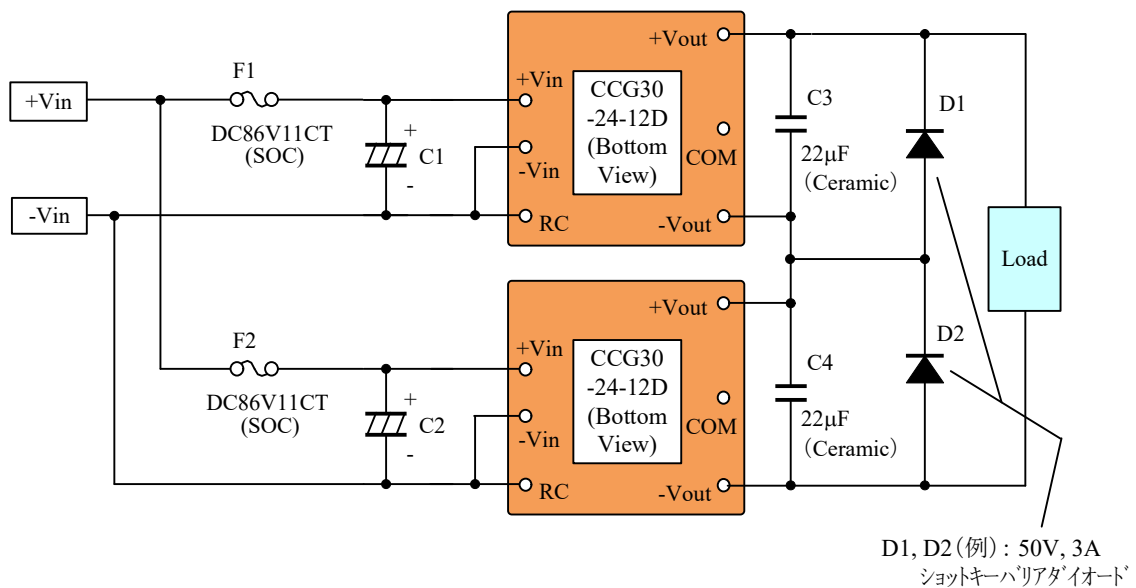 F1
+Vin
DC86V11CT
(SOC)
+
C1
-
-Vin
+Vin
-Vin
RC
CCG30
-24-12D
(Bottom
View)
+Vout
COM
-Vout
C3
22μF
(Ceramic)
D1
Load
F2
DC86V11CT
(SOC)
+
C2
-
+Vin
-Vin
RC
CCG30
-24-12D
(Bottom
View)
+Vout
COM
-Vout
C4
22μF
(Ceramic)
D2
D1, D2(例) : 50V, 3A
ショットキーバリアダイオード